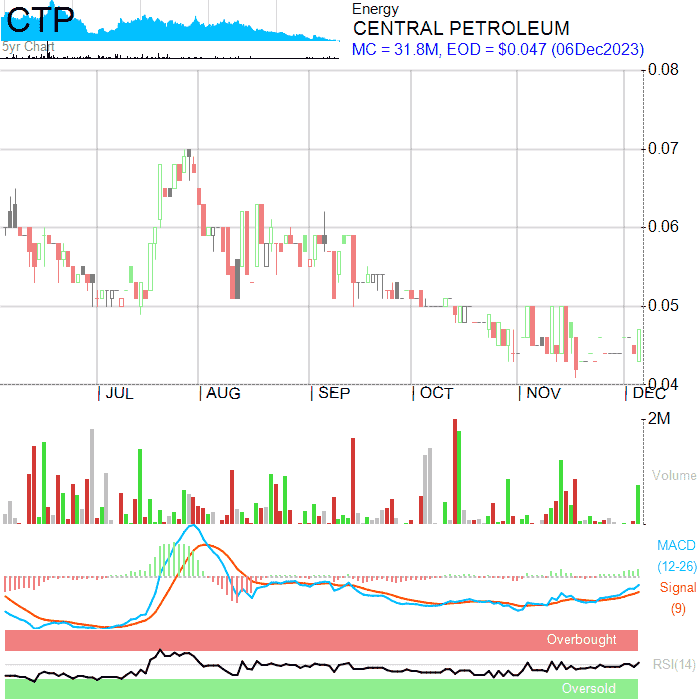 CTP
5yr Chart
Energy
CENTRAL PETROLEUM
MC = 31.8M, EOD = $0.047 (06Dec2023)
0.08
0.07
0.06
0.05
0.04
JUL AUG SEP OCT NOV DEC
2M
Volume
MACD
(12-26)
Signal
(9)
Overbought
RSI(14)
Oversold